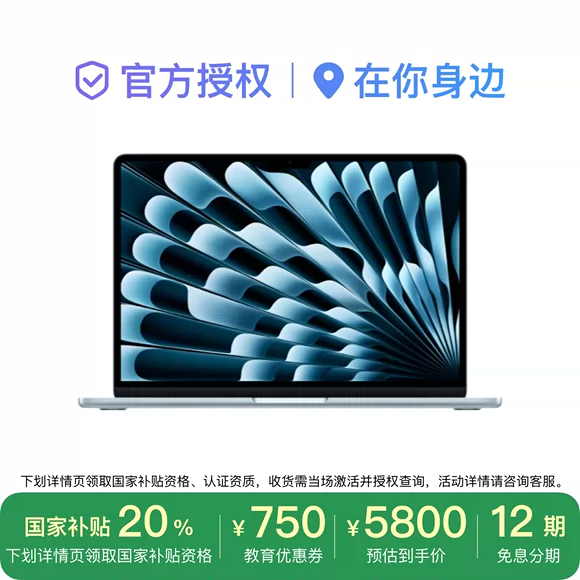 官方授权 | 在你身边
下划详情页领取国家补贴资格、认证资质，收货需当场激活并授权查询，活动详情请咨询客服。
国家补贴20% ¥750 ¥5800 12期
下划详情页领取国家补贴资格 教育优惠券 预估到手价 免息分期